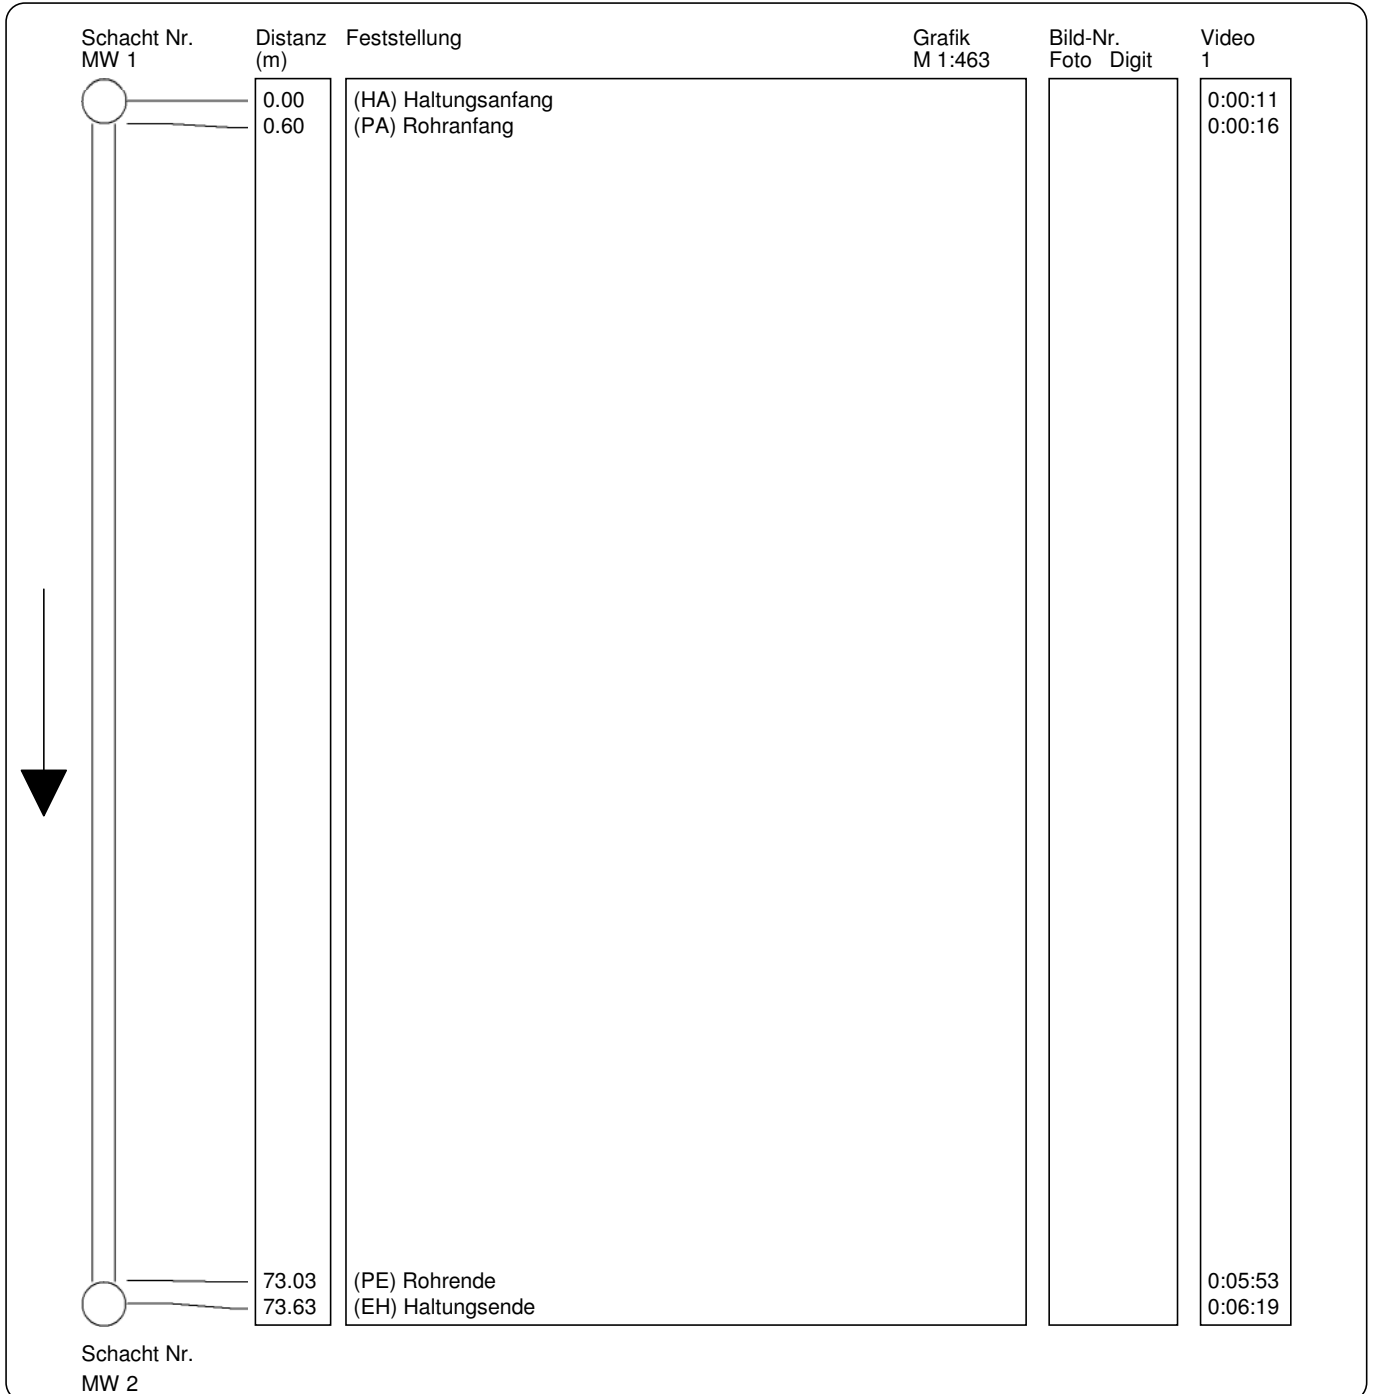 Schacht Nr. Distanz Feststellung Grafik Bild-Nr. Video
MW 1 (m) M 1:463 Foto Digit 1
0.00 (HA) Haltungsanfang 0:00:11
0.60 (PA) Rohranfang 0:00:16
73.03 (PE) Rohrende 0:05:53
73.63 (EH) Haltungsende 0:06:19
Schacht Nr.
MW 2